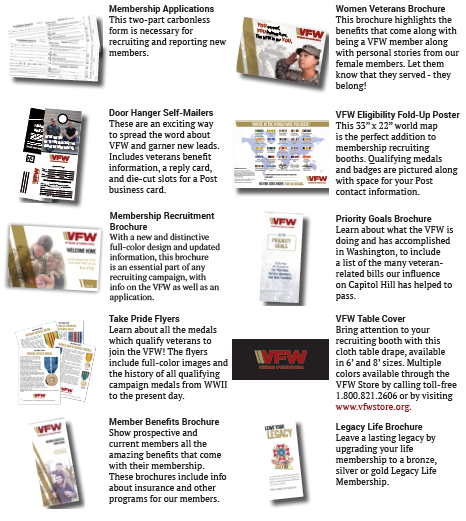 Membership Applications
This two-part carbonless
form is necessary for
recruiting and reporting new
members.
Door Hanger Self-Mailers
These are an exciting way
to spread the word about
VFW and garner new leads.
Includes veterans benefit
information, a reply card,
and die-cut slots for a Post
business card.
VFW
Membership Recruitment
Brochure
With a new and distinctive
full-color design and updated
information, this brochure
is an essential part of any
recruiting campaign, with
info on the VFW as well as an
application.
VFW
WELCOME HOME
Take Pride Flyers
Learn about all the medals
which qualify veterans to
join the VFW! The flyers
include full-color images and
the history of all qualifying
campaign medals from WWII
to the present day.
Member Benefits Brochure
Show prospective and
current members all the
amazing benefits that come
with their membership.
These brochures include info
about insurance and other
programs for our members.
VFW
Women Veterans Brochure
This brochure highlights the
benefits that come along with
being a VFW member along
with personal stories from our
female members. Let them
know that they served - they
belong!
VFW
VFW Eligibility Fold-Up Poster
This 33” x 22” world map
is the perfect addition to
membership recruiting
booths. Qualifying medals
and badges are pictured along
with space for your Post
contact information.
Priority Goals Brochure
Learn about what the VFW is
doing and has accomplished
in Washington, to include
a list of the many veteran-
related bills our influence
on Capitol Hill has helped to
pass.
VFW
PRIORITY
GOALS
VFW Table Cover
Bring attention to your
recruiting booth with this
cloth table drape, available
in 6’ and 8’ sizes. Multiple
colors available through the
VFW Store by calling toll-free
1.800.821.2606 or by visiting
www.vfwstore.org.
VFW
Legacy Life Brochure
Leave a lasting legacy by
upgrading your life
membership to a bronze,
silver or gold Legacy Life
Membership.
LEAVE YOUR
LEGACY